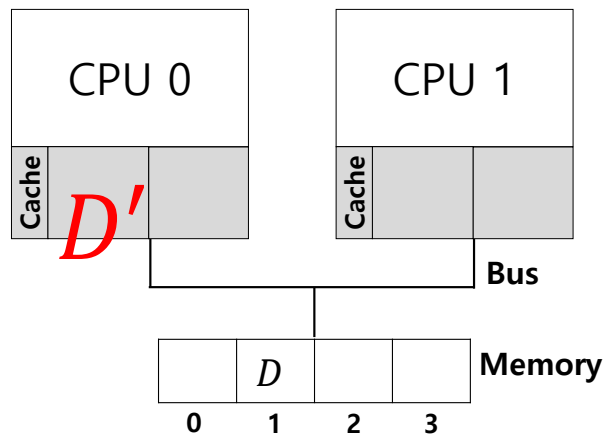 CPU 0
CPU 1
Cache
D′
Cache
Bus
D
Memory
0 1 2 3